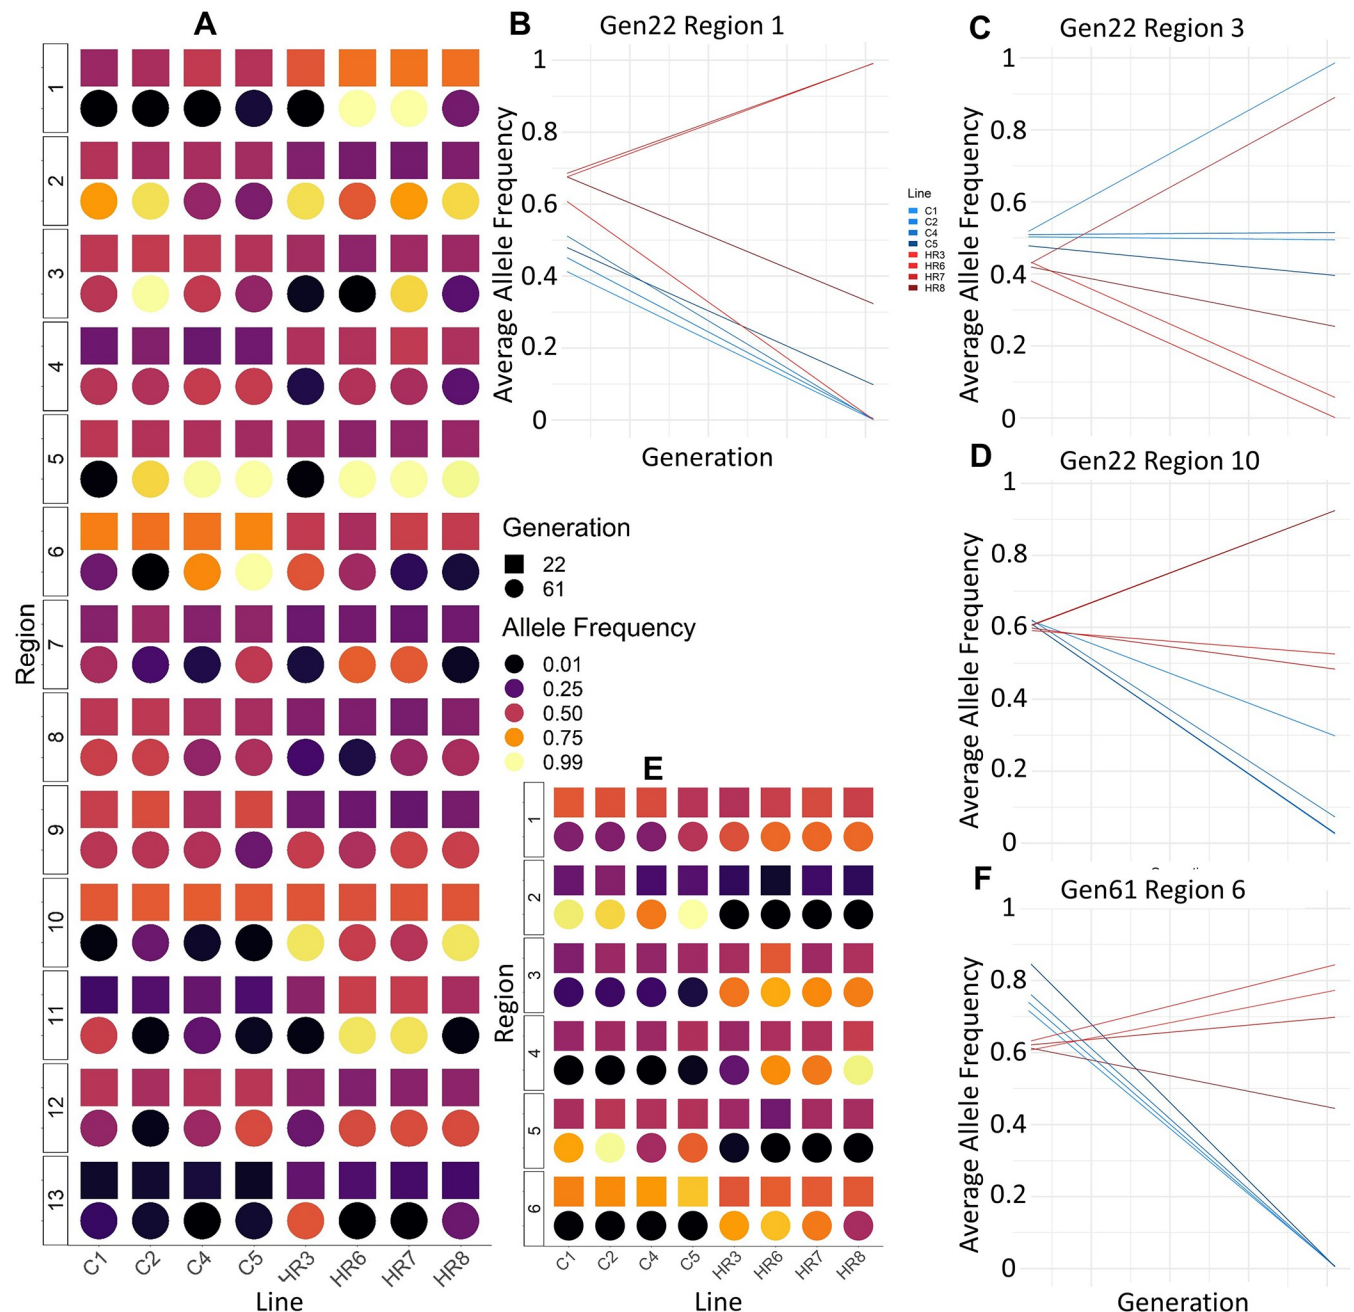 A
Region
1
2
3
4
5
6
7
8
9
10
11
12
13
C1
C2
C4
C5
HR3
HR6
HR7
HR8
Line
B
Gen22 Region 1
Average Allele Frequency
1
0.8
0.6
0.4
0.2
0
Generation
Line
C1
C2
C4
C5
HR3
HR6
HR7
HR8
C
Gen22 Region 3
Average Allele Frequency
1
0.8
0.6
0.4
0.2
0
D
Gen22 Region 10
Average Allele Frequency
1
0.8
0.6
0.4
0.2
0
Generation
22
61
Allele Frequency
0.01
0.25
0.50
0.75
0.99
E
Region
1
2
3
4
5
6
C1
C2
C4
C5
HR3
HR6
HR7
HR8
Line
F
Gen61 Region 6
Average Allele Frequency
1
0.8
0.6
0.4
0.2
0
Generation